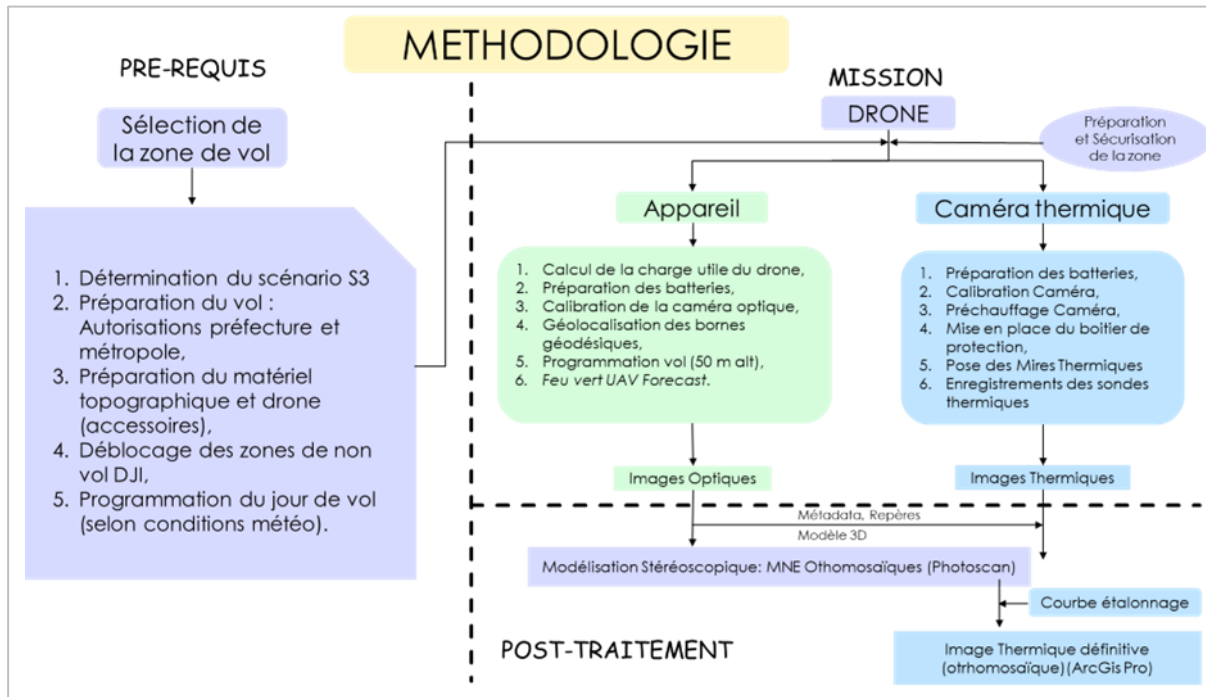 METHODOLOGIE
PRE-REQUIS
Sélection de
la zone de vol
1. Détermination du scénario S3
2. Préparation du vol :
Autorisations préfecture et
métropole,
3. Préparation du matériel
topographique et drone
(accessoires),
4. Déblocage des zones de non
vol DJI,
5. Programmation du jour de vol
(selon conditions météo).
MISSION
DRONE
Préparation
et Sécurisation
de la zone
Appareil
1. Calcul de la charge utile du drone,
2. Préparation des batteries,
3. Calibration de la caméra optique,
4. Géolocalisation des bornes
géodésiques,
5. Programmation vol (50 m alt),
6. Feu vert UAV Forecast.
Images Optiques
Caméra thermique
1. Préparation des batteries,
2. Calibration Caméra,
3. Préchauffage Caméra,
4. Mise en place du boitier de
protection,
5. Pose des Mires Thermiques
6. Enregistrements des sondes
thermiques
Images Thermiques
Métadata, Repères
Modèle 3D
Modélisation Stéréoscopique: MNE Othomosaïques (Photoscan)
Courbe étalonnage
POST-TRAITEMENT
Image Thermique définitive
(otrhomosaïque)(ArcGis Pro)